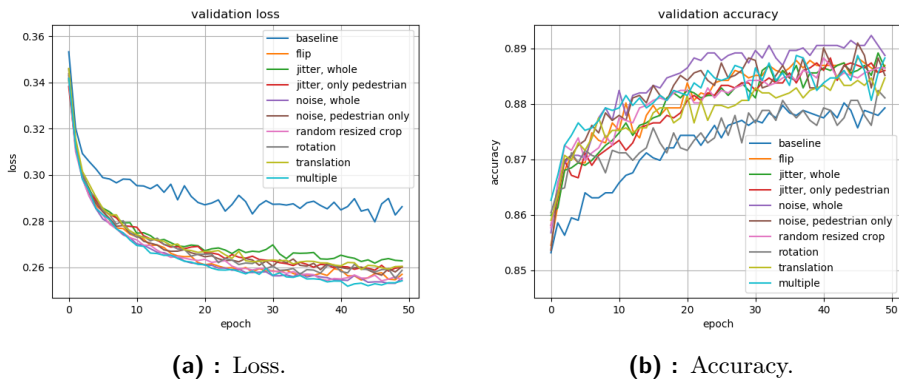 validation loss
0.36
0.34
0.32
0.30
0.28
0.26
loss
0
10
20
30
40
50
epoch
baseline
flip
jitter, whole
jitter, only pedestrian
noise, whole
noise, pedestrian only
random resized crop
rotation
translation
multiple
(a) : Loss.
validation accuracy
0.89
0.88
0.87
0.86
0.85
accuracy
0
10
20
30
40
50
epoch
baseline
flip
jitter, whole
jitter, only pedestrian
noise, whole
noise, pedestrian only
random resized crop
rotation
translation
multiple
(b) : Accuracy.